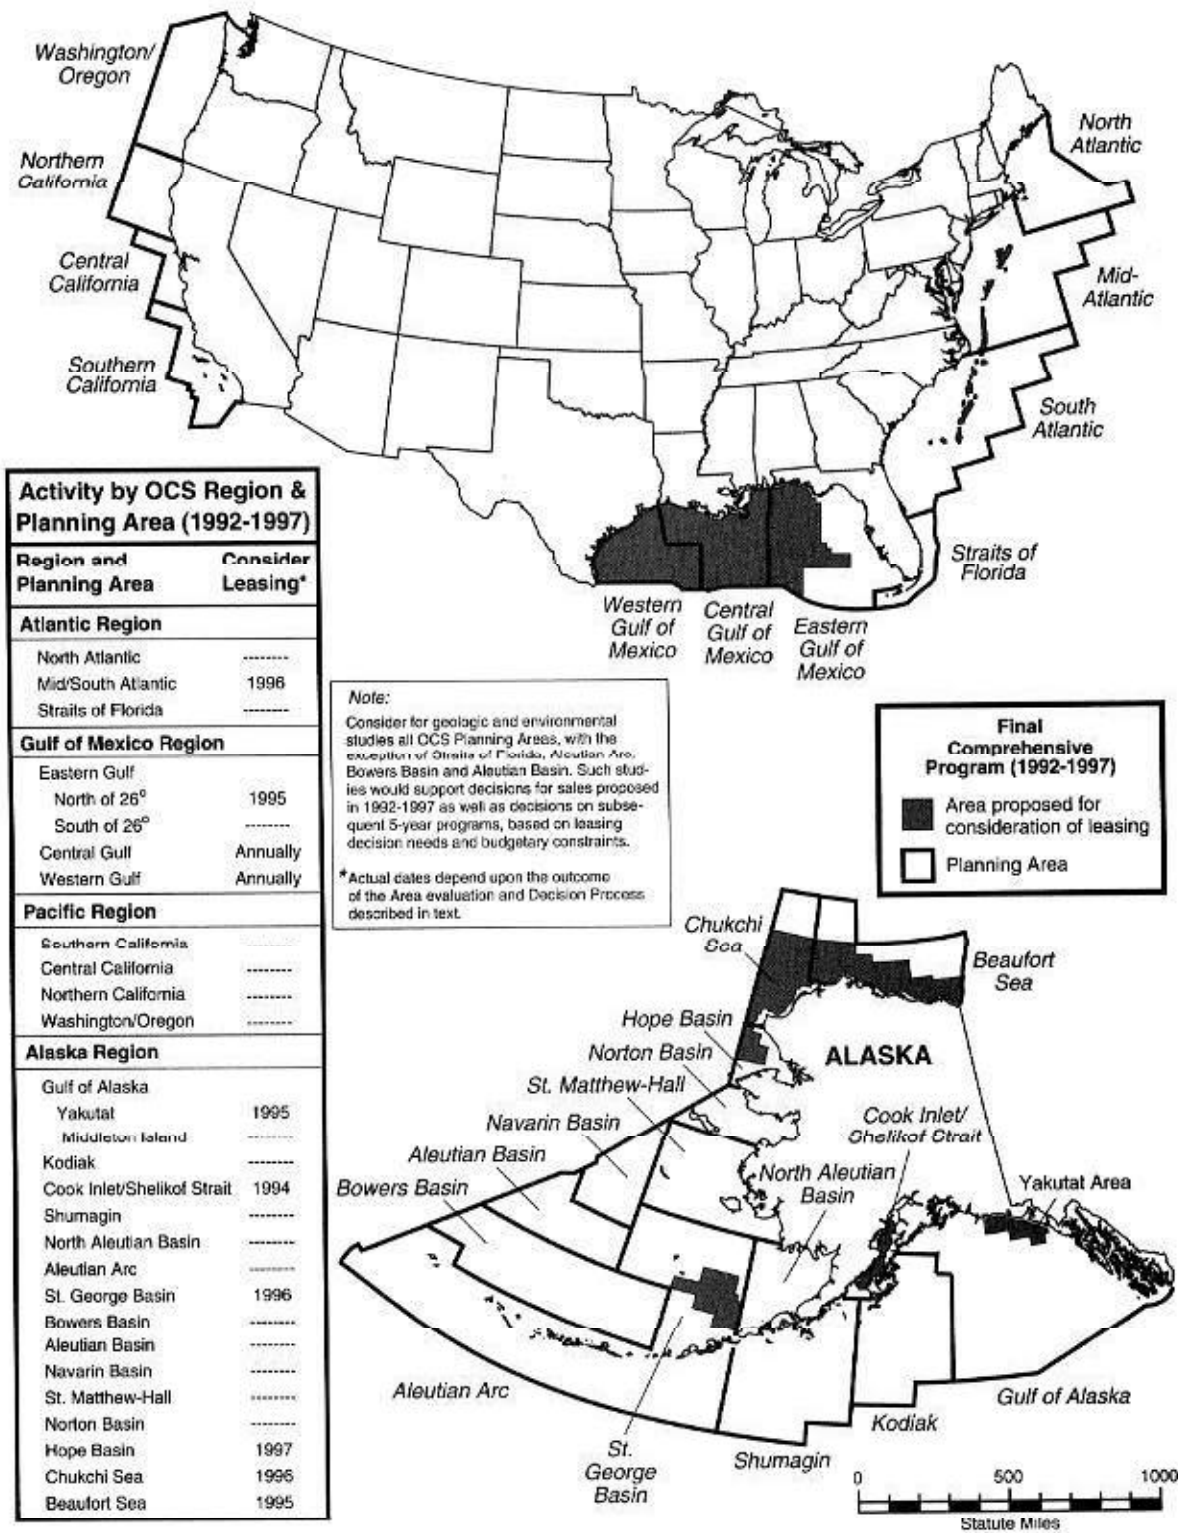 Washington/
Oregon
Northern
California
Central
California
Southern
California
North
Atlantic
Mid-
Atlantic
South
Atlantic
Straits of
Florida
Western
Gulf of
Mexico
Central
Gulf of
Mexico
Eastern
Gulf of
Mexico
Activity by OCS Region &
Planning Area (1992-1997)
Region and Consider
Planning Area Leasing*
Atlantic Region
North Atlantic --------
Mid/South Atlantic 1996
Straits of Florida --------
Gulf of Mexico Region
Eastern Gulf
North of 26° 1995
South of 26° --------
Central Gulf Annually
Western Gulf Annually
Pacific Region
Southern California
Central California --------
Northern California --------
Washington/Oregon --------
Alaska Region
Gulf of Alaska
Yakutat 1995
Middleton Island --------
Kodiak --------
Cook Inlet/Shelikof Strait 1994
Shumagin --------
North Aleutian Basin --------
Aleutian Arc --------
St. George Basin 1996
Bowers Basin --------
Aleutian Basin --------
Navarin Basin --------
St. Matthew-Hall --------
Norton Basin --------
Hope Basin 1997
Chukchi Sea 1996
Beaufort Sea 1995
Note:
Consider for geologic and environmental
studies all OCS Planning Areas, with the
exception of Straits of Florida, Aleutian Arc,
Bowers Basin and Aleutian Basin. Such stud-
ies would support decisions for sales proposed
in 1992-1997 as well as decisions on subse-
quent 5-year programs, based on leasing
decision needs and budgetary constraints.
*Actual dates depend upon the outcome
of the Area evaluation and Decision Process
described in text.
Final
Comprehensive
Program (1992-1997)
Area proposed for
consideration of leasing
Planning Area
Chukchi
Sea
Beaufort
Sea
Hope Basin
Norton Basin
St. Matthew-Hall
Navarin Basin
Aleutian Basin
Bowers Basin
ALASKA
Cook Inlet/
Shelikof Strait
North Aleutian
Basin
Yakutat Area
Aleutian Arc
St.
George
Basin
Shumagin
Kodiak
Gulf of Alaska
0 500 1000
Statute Miles